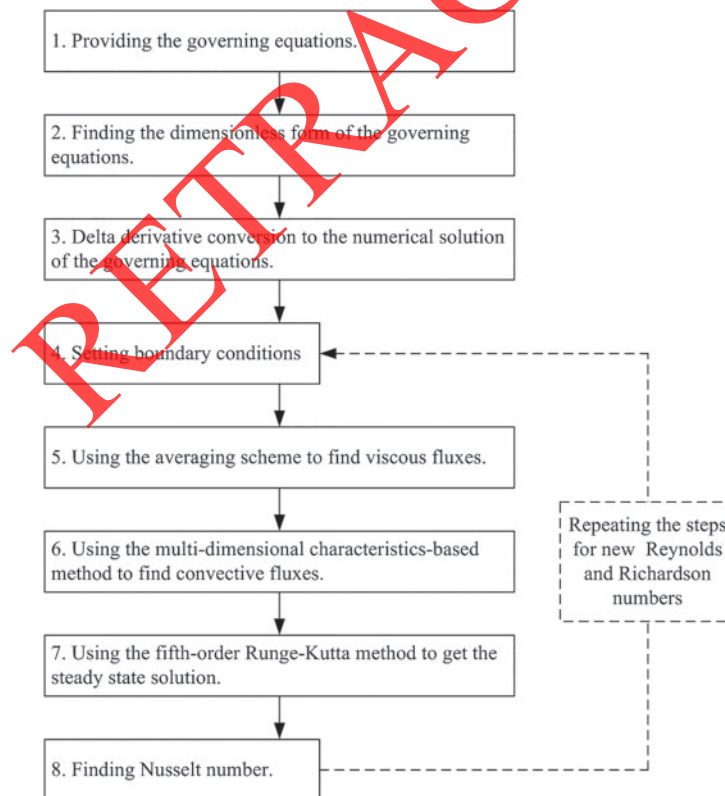 1. Providing the governing equations.
2. Finding the dimensionless form of the governing
equations.
3. Delta derivative conversion to the numerical solution
of the governing equations.
4. Setting boundary conditions
5. Using the averaging scheme to find viscous fluxes.
6. Using the multi-dimensional characteristics-based
method to find convective fluxes.
7. Using the fifth-order Runge-Kutta method to get the
steady state solution.
8. Finding Nusselt number.
Repeating the steps
for new Reynolds
and Richardson
numbers
RETRAC